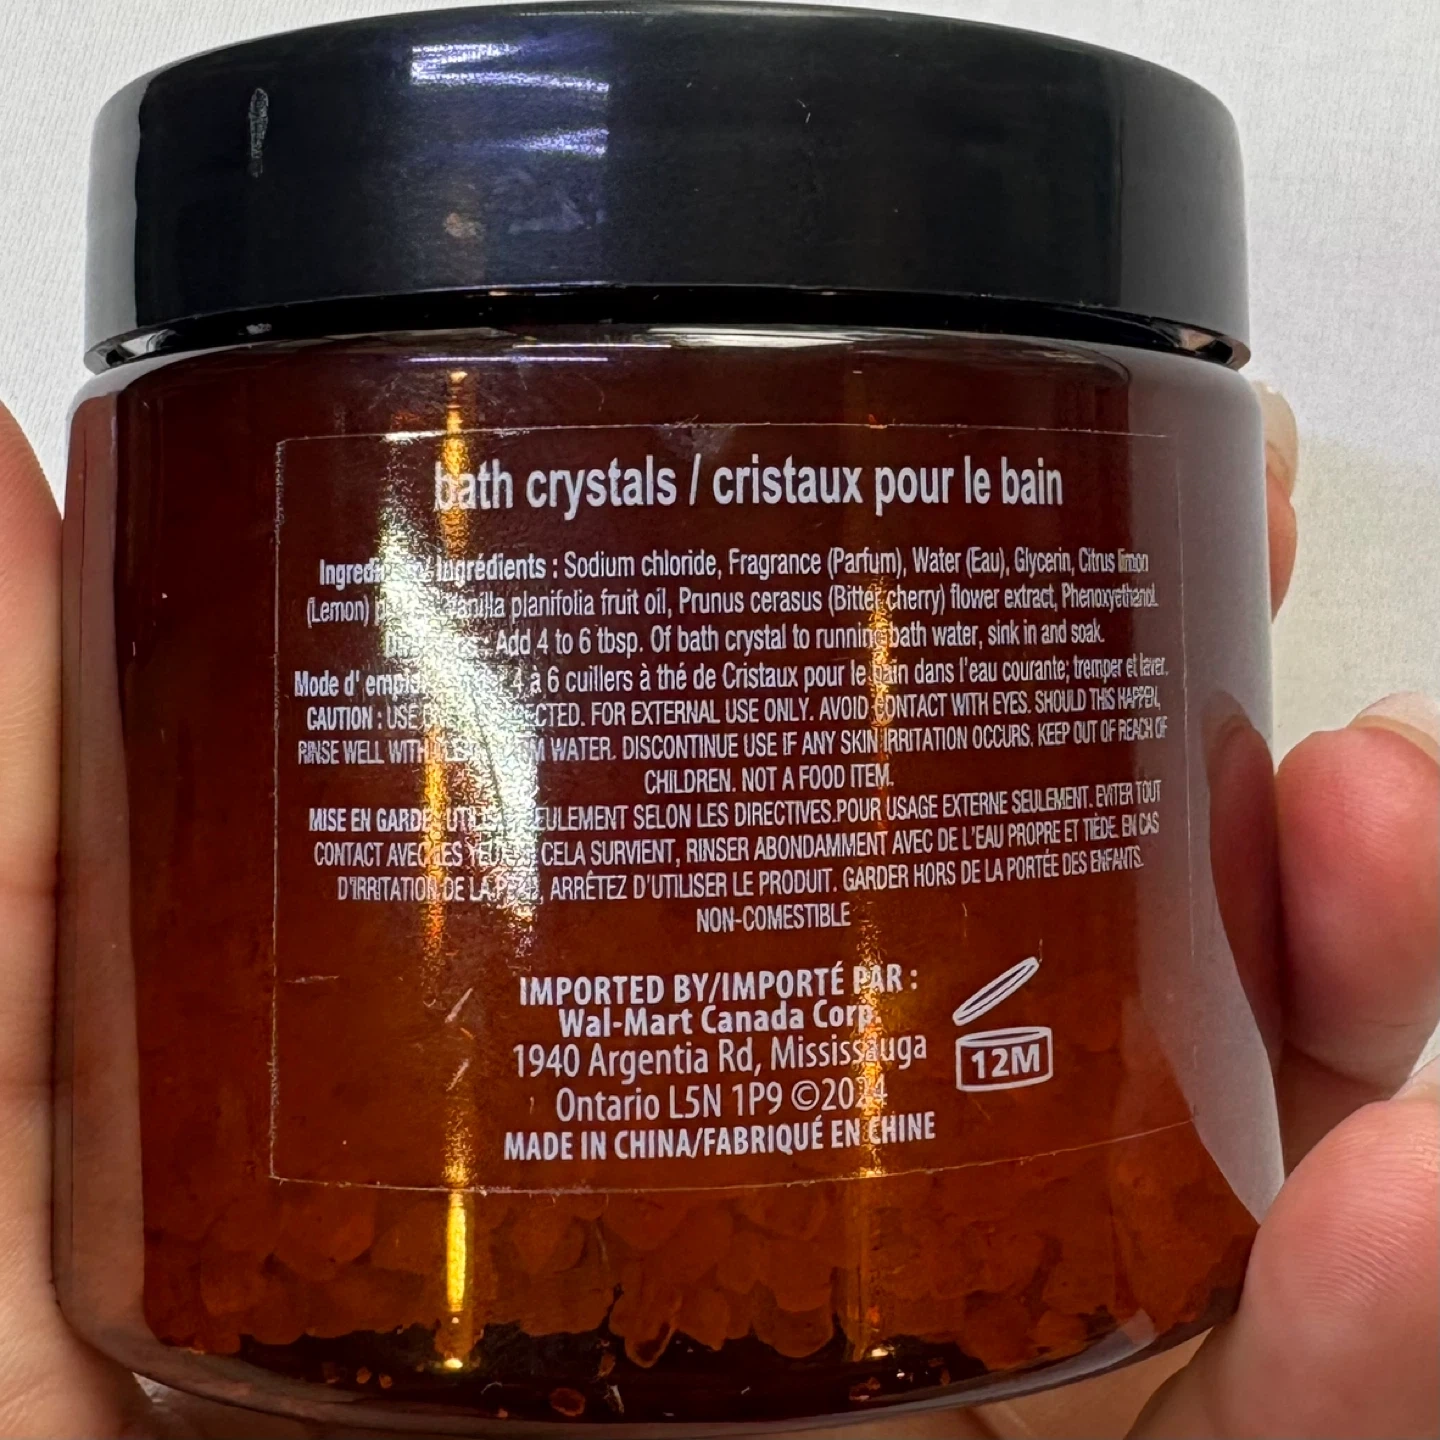 bath crystals / cristaux pour le bain
Ingrédients : Sodium chloride, Fragrance (Parfum), Water (Eau), Glycerin, Citrus limon
(Lemon) planifolia fruit oil, Prunus cerasus (Bitter cherry) flower extract, Phenoxyethanol.
Add 4 to 6 tbsp. Of bath crystal to running bath water, sink in and soak.
Mode d' emploi 4 à 6 cuillers à thé de Cristaux pour le bain dans l'eau courante; tremper et laver.
CAUTION : USE FOR EXTERNAL USE ONLY. AVOID CONTACT WITH EYES. SHOULD THIS HAPPEN,
RINSE WELL WITH WATER. DISCONTINUE USE IF ANY SKIN IRRITATION OCCURS. KEEP OUT OF REACH OF
CHILDREN. NOT A FOOD ITEM.
MISE EN GARDE SEULEMENT SELON LES DIRECTIVES.POUR USAGE EXTERNE SEULEMENT. EVITER TOUT
CONTACT AVEC LES CELA SURVIENT, RINSER ABONDAMMENT AVEC DE L'EAU PROPRE ET TIÈDE. EN CAS
D'IRRITATION DE LA ARRÊTEZ D'UTILISER LE PRODUIT. GARDER HORS DE LA PORTÉE DES ENFANTS.
NON-COMESTIBLE
IMPORTED BY/IMPORTÉ PAR :
Wal-Mart Canada Corp.
1940 Argentia Rd, Mississauga
Ontario L5N 1P9 ©2024
MADE IN CHINA/FABRIQUÉ EN CHINE
12M